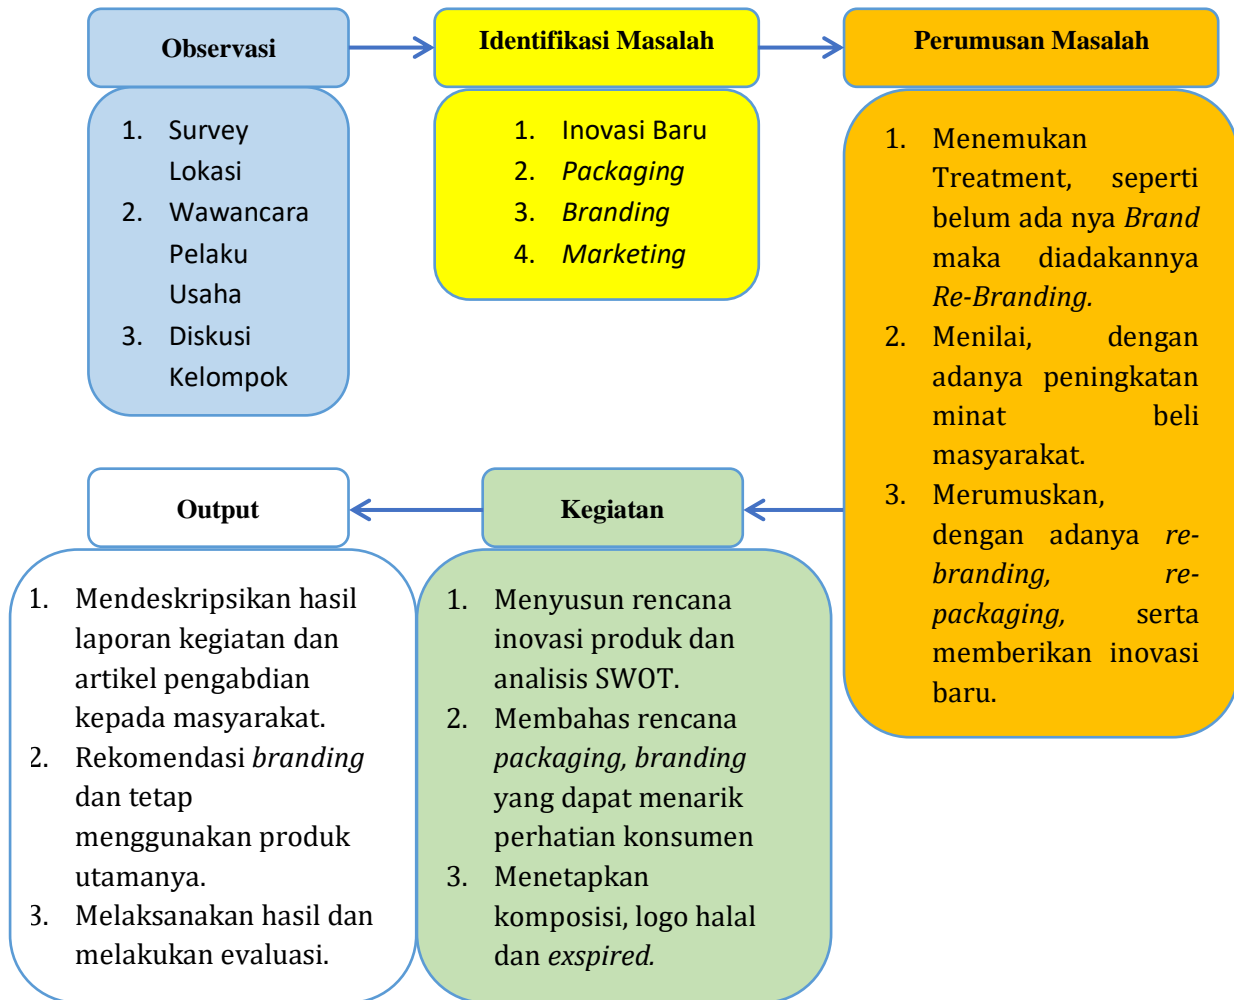 Observasi
1. Survey
Lokasi
2. Wawancara
Pelaku
Usaha
3. Diskusi
Kelompok
Identifikasi Masalah
1. Inovasi Baru
2. Packaging
3. Branding
4. Marketing
Perumusan Masalah
1. Menemukan
Treatment, seperti
belum ada nya Brand
maka diadakannya
Re-Branding.
2. Menilai, dengan
adanya peningkatan
minat beli
masyarakat.
3. Merumuskan,
dengan adanya re-
branding, re-
packaging, serta
memberikan inovasi
baru.
Kegiatan
1. Menyusun rencana
inovasi produk dan
analisis SWOT.
2. Membahas rencana
packaging, branding
yang dapat menarik
perhatian konsumen
3. Menetapkan
komposisi, logo halal
dan exspired.
Output
1. Mendeskripsikan hasil
laporan kegiatan dan
artikel pengabdian
kepada masyarakat.
2. Rekomendasi branding
dan tetap
menggunakan produk
utamanya.
3. Melaksanakan hasil dan
melakukan evaluasi.